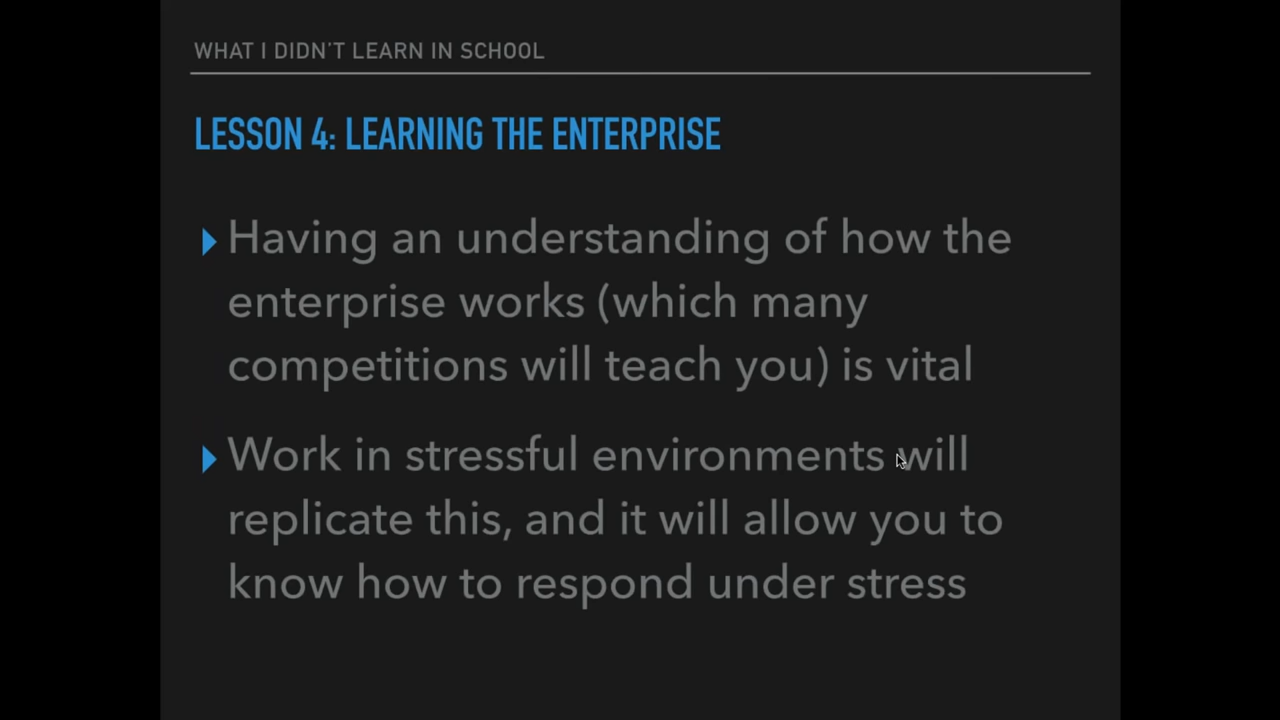 WHAT I DIDN'T LEARN IN SCHOOL
LESSON 4: LEARNING THE ENTERPRISE
Having an understanding of how the
enterprise works (which many
competitions will teach you) is vital
Work in stressful environments will
replicate this, and it will allow you to
know how to respond under stress